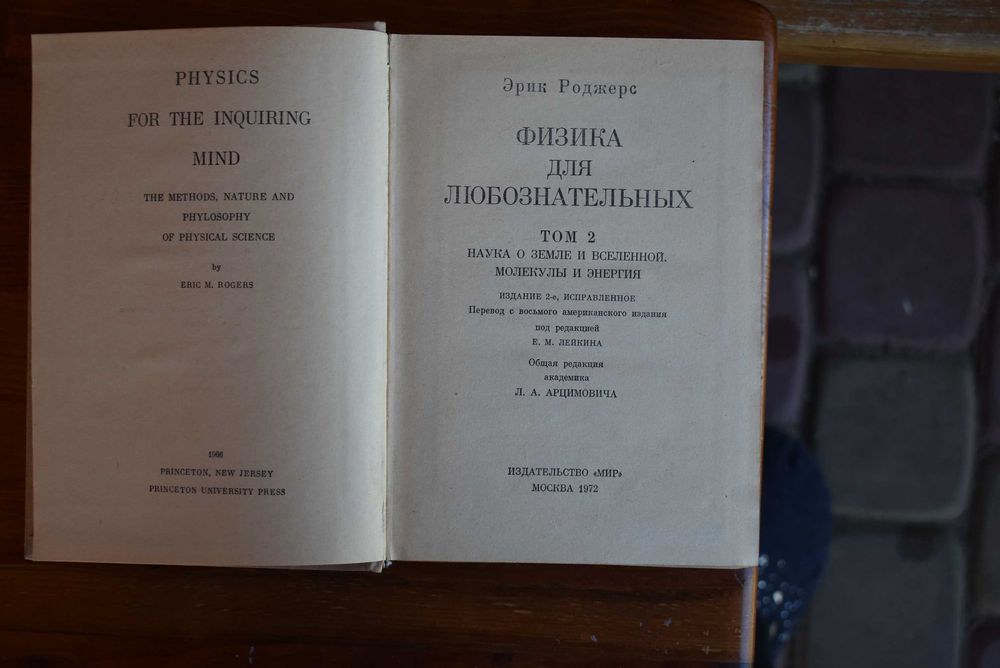 PHYSICS
FOR THE INQUIRING
MIND
THE METHODS, NATURE AND
PHYLOSOPHY
OF PHYSICAL SCIENCE
by
ERIC M. ROGERS
1966
PRINCETON, NEW JERSEY
PRINCETON UNIVERSITY PRESS
Эрик Роджерс
ФИЗИКА
ДЛЯ
ЛЮБОЗНАТЕЛЬНЫХ
ТОМ 2
НАУКА О ЗЕМЛЕ И ВСЕЛЕННОЙ.
МОЛЕКУЛЫ И ЭНЕРГИЯ
ИЗДАНИЕ 2-е, ИСПРАВЛЕННОЕ
Перевод с восьмого американского издания
под редакцией
Е. М. ЛЕЙКИНА
Общая редакция
академика
Л. А. АРЦИМОВИЧА
ИЗДАТЕЛЬСТВО «МИР»
МОСКВА 1972